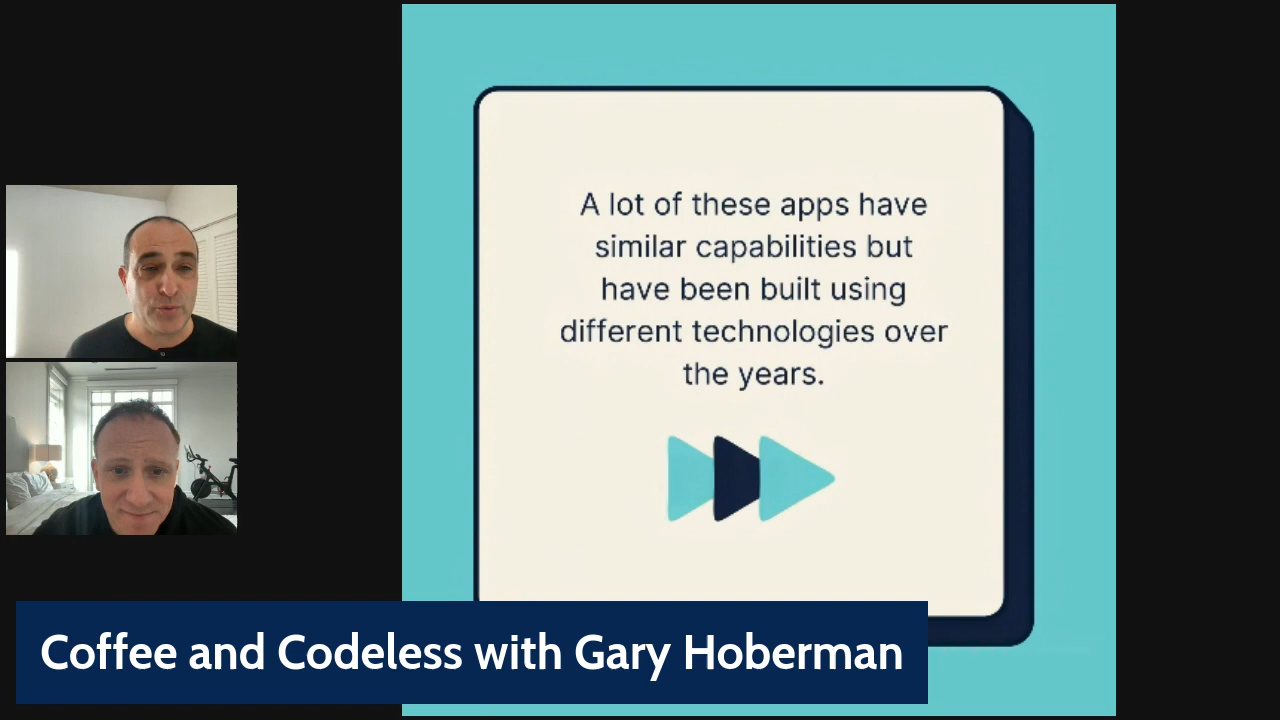 A lot of these apps have
similar capabilities but
have been built using
different technologies over
the years.
Coffee and Codeless with Gary Hoberman